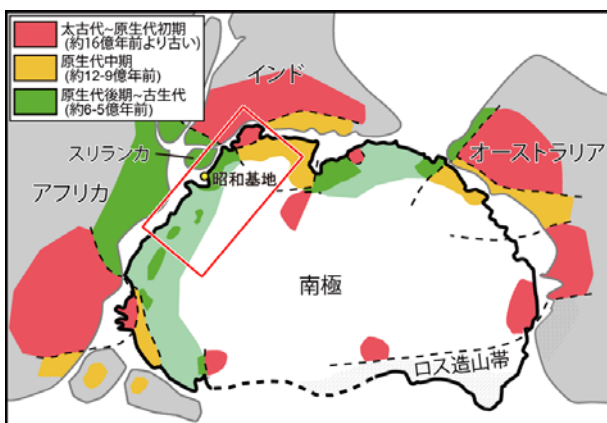 太古代~原生代初期
(約16億年前より古い)
原生代中期
(約12-9億年前)
原生代後期~古生代
(約6-5億年前)
インド
スリランカ
昭和基地
オーストラリア
アフリカ
南極
ロス造山帯